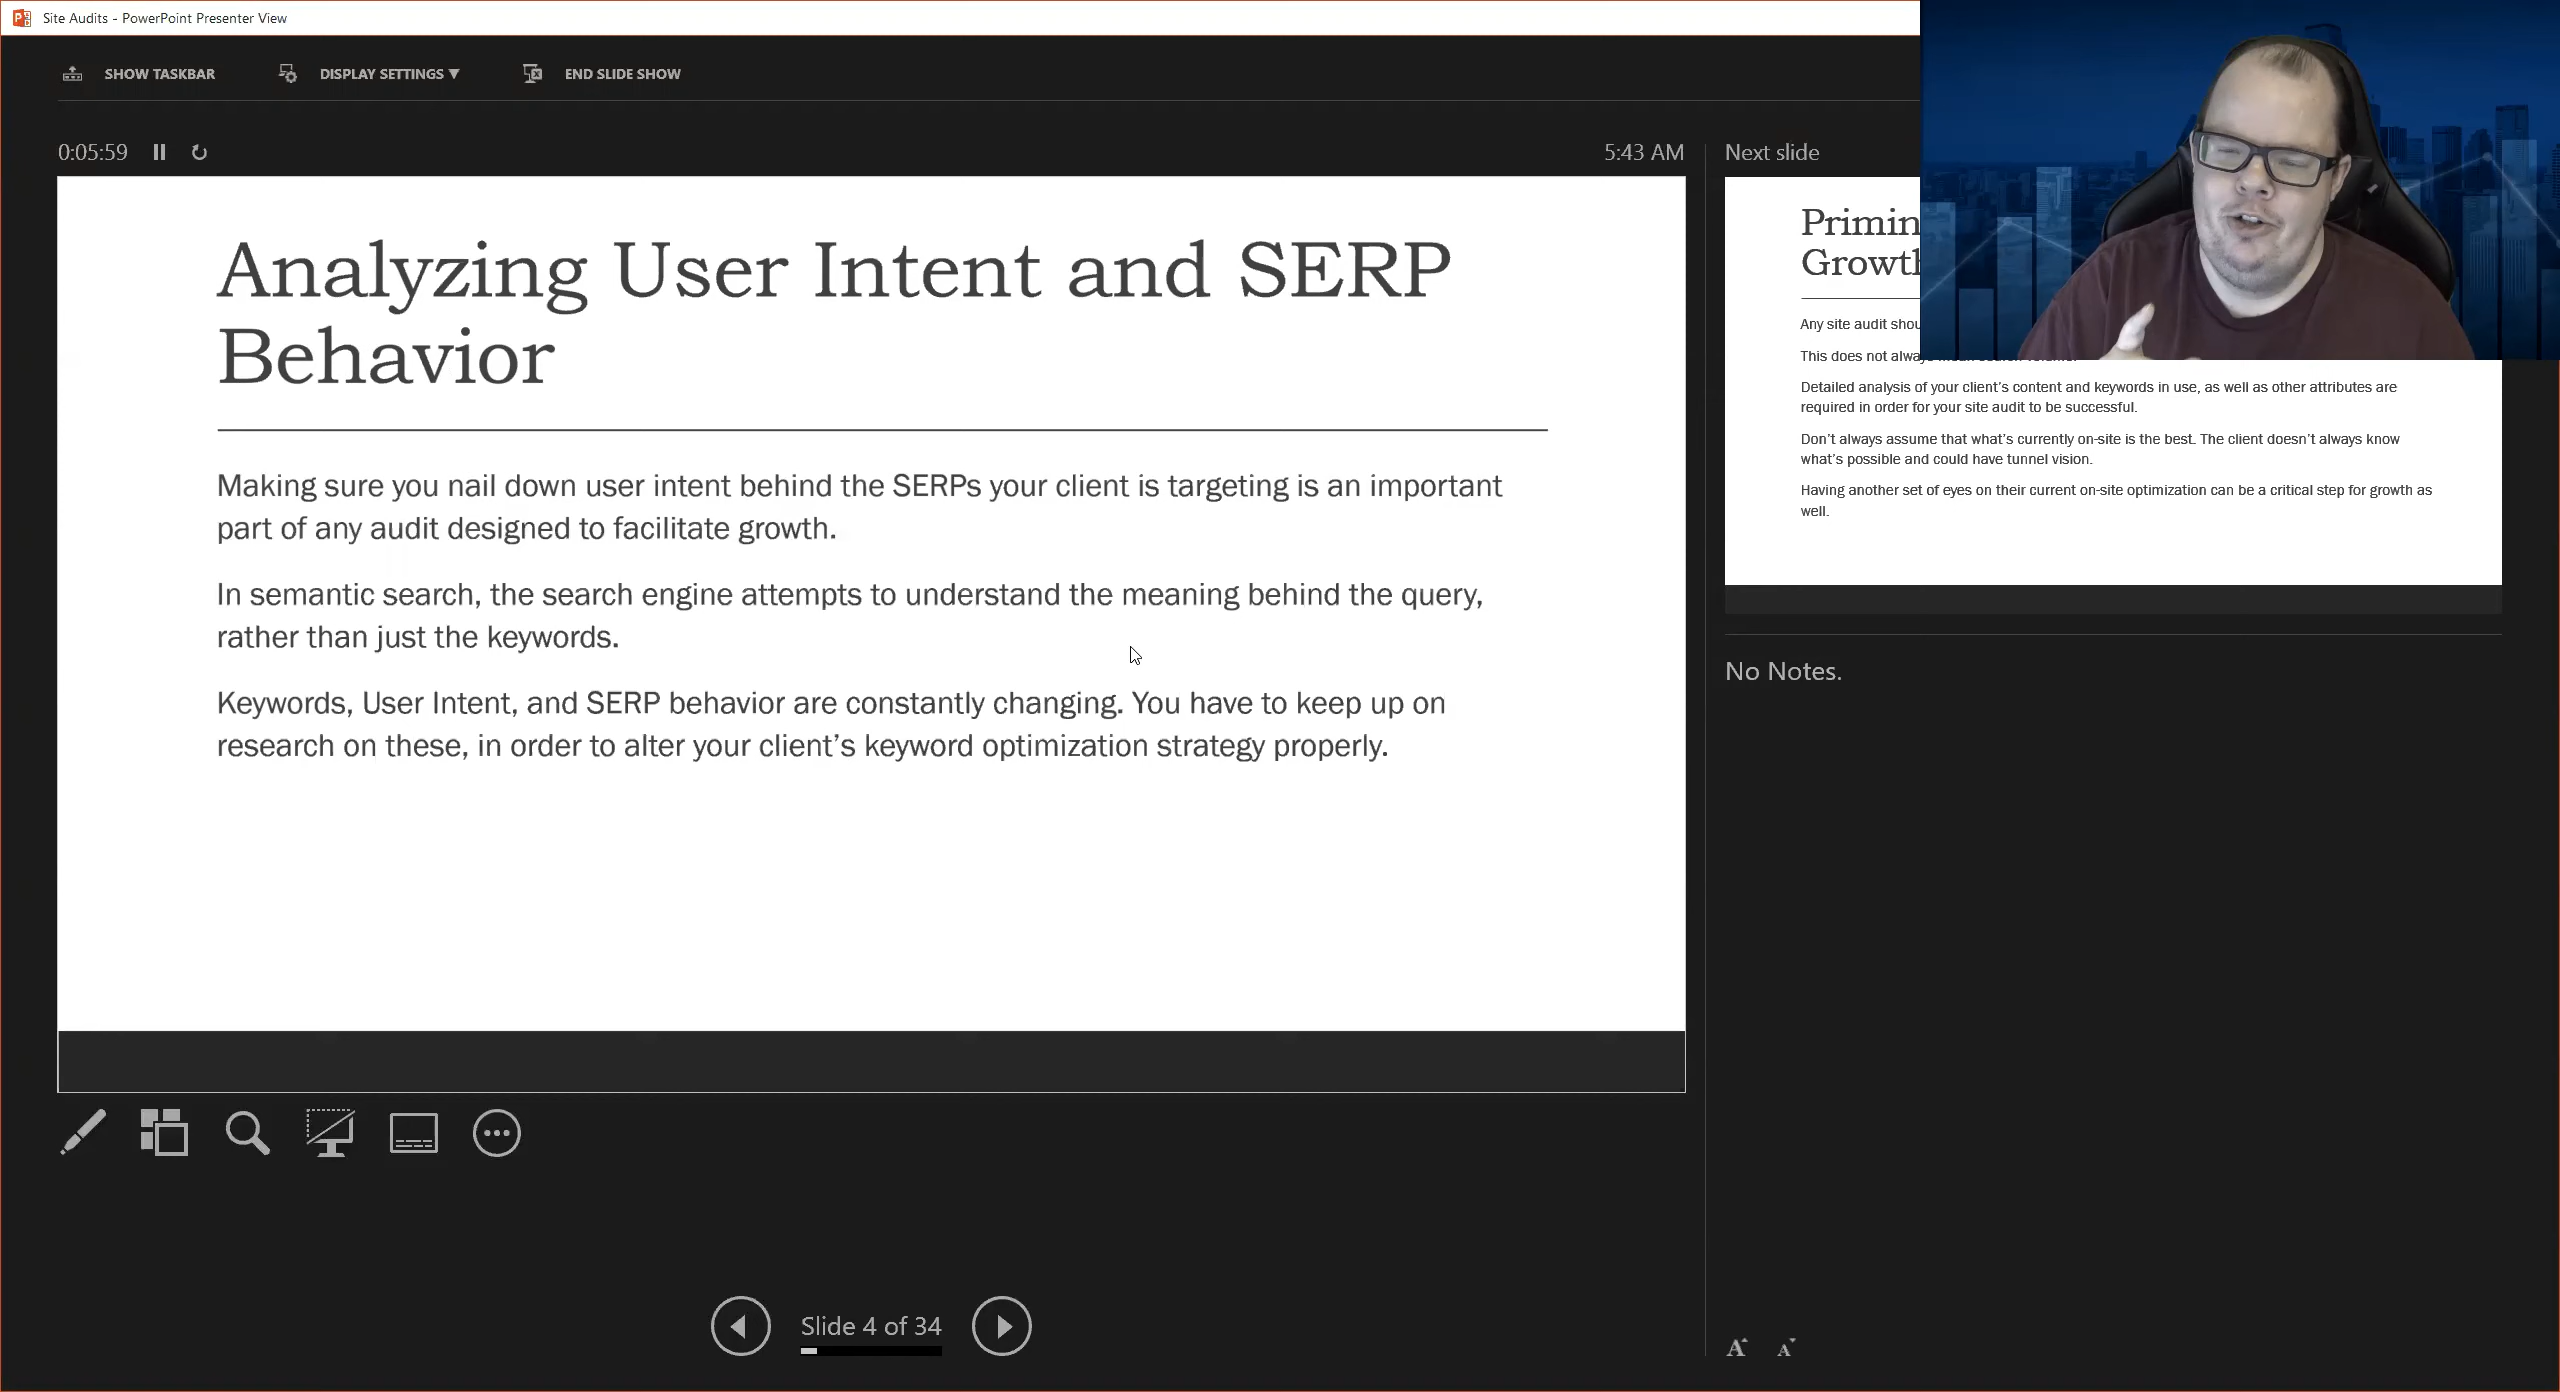 Site Audits - PowerPoint Presenter View
SHOW TASKBAR
DISPLAY SETTINGS ▼
END SLIDE SHOW
0:05:59
5:43 AM
Analyzing User Intent and SERP
Behavior
Making sure you nail down user intent behind the SERPs your client is targeting is an important
part of any audit designed to facilitate growth.
In semantic search, the search engine attempts to understand the meaning behind the query,
rather than just the keywords.
Keywords, User Intent, and SERP behavior are constantly changing. You have to keep up on
research on these, in order to alter your client’s keyword optimization strategy properly.
Slide 4 of 34
Next slide
Any site audit
This does not
Detailed analysis of your client’s content and keywords in use, as well as other attributes are
required in order for your site audit to be successful.
Don’t always assume that what’s currently on-site is the best. The client doesn’t always know
what’s possible and could have tunnel vision.
Having another set of eyes on their current on-site optimization can be a critical step for growth as
well.
No Notes.
A A